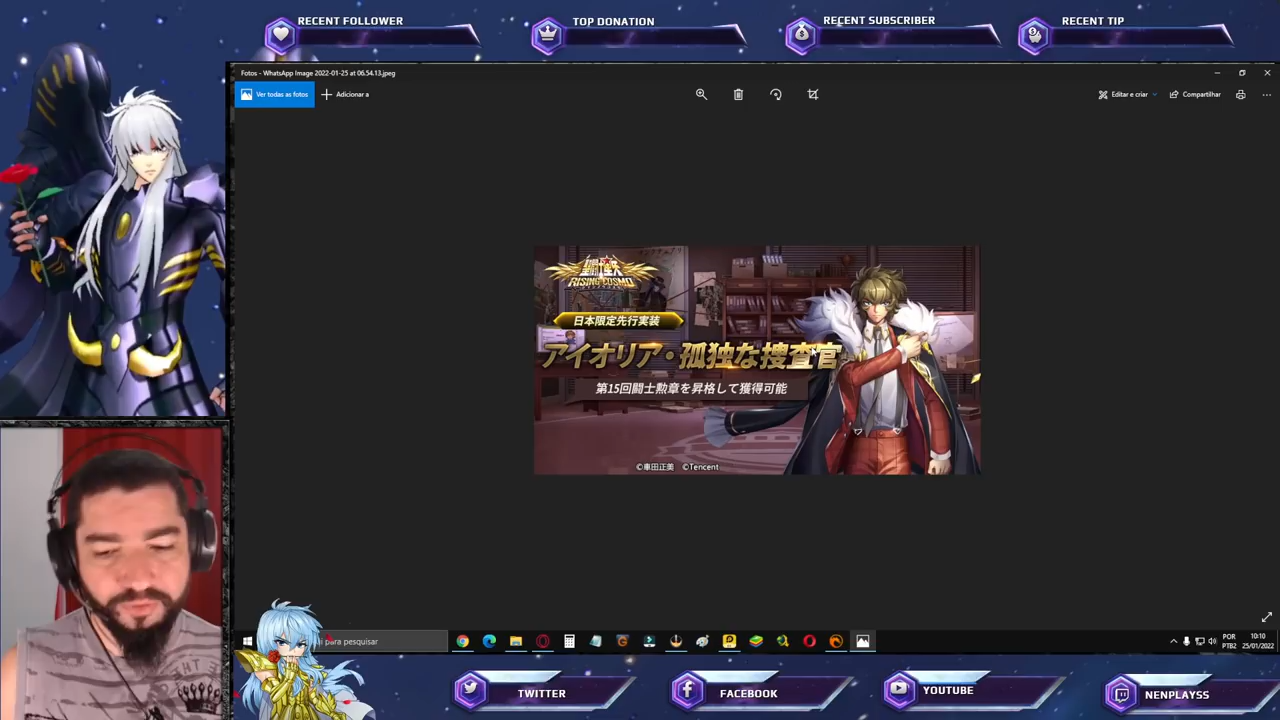 RECENT FOLLOWER
TOP DONATION
RECENT SUBSCRIBER
RECENT TIP
Fotos - WhatsApp Image 2022-01-25 at 06.54.13.jpeg
Ver todas as fotos
Adicionar a
Editar e criar
Compartilhar
RISING COSMO
日本限定先行実装
アイオリア・孤独な捜査官
第15回闘士勲章を昇格して獲得可能
©車田正美 ©Tencent
para pesquisar
POR
PTB2
10:10
25/01/2022
TWITTER
FACEBOOK
YOUTUBE
NENPLAYSS